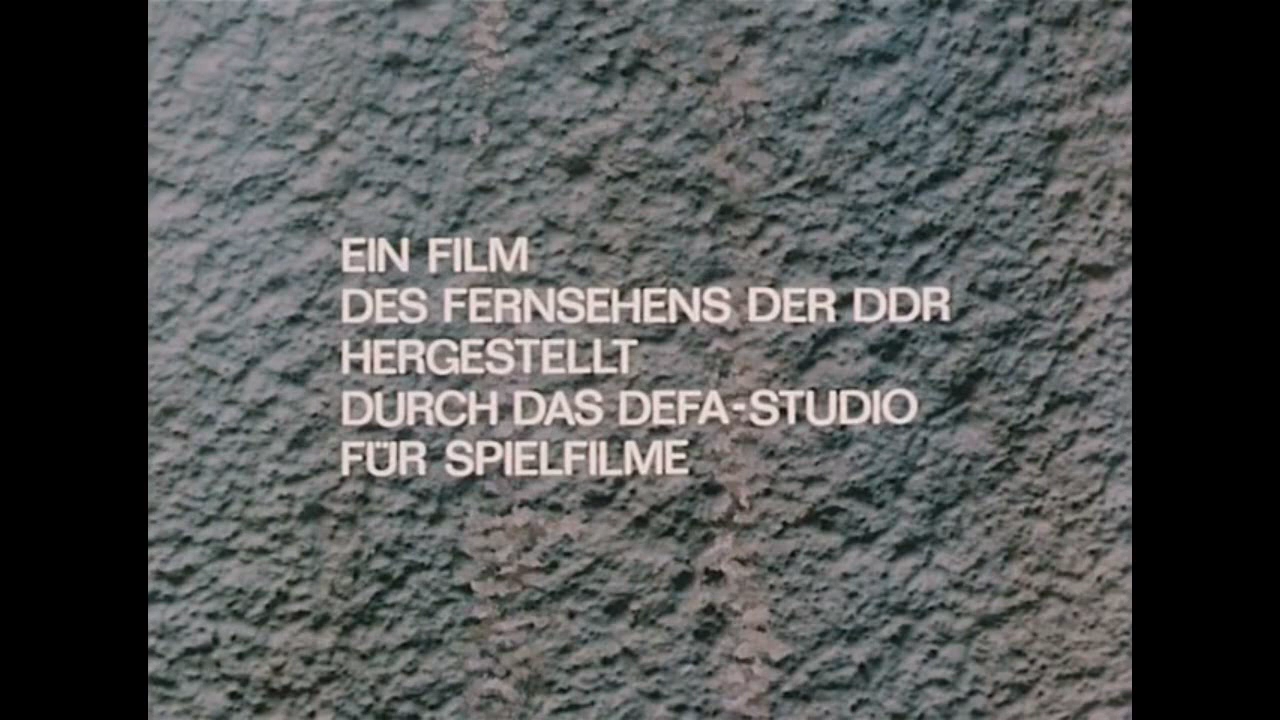 EIN FILM
DES FERNSEHENS DER DDR
HERGESTELLT
DURCH DAS DEFA-STUDIO
FÜR SPIELFILME